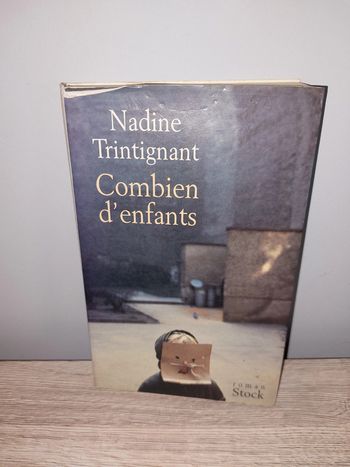 Nadine
Trintignant
Combien
d'enfants
roman
Stock